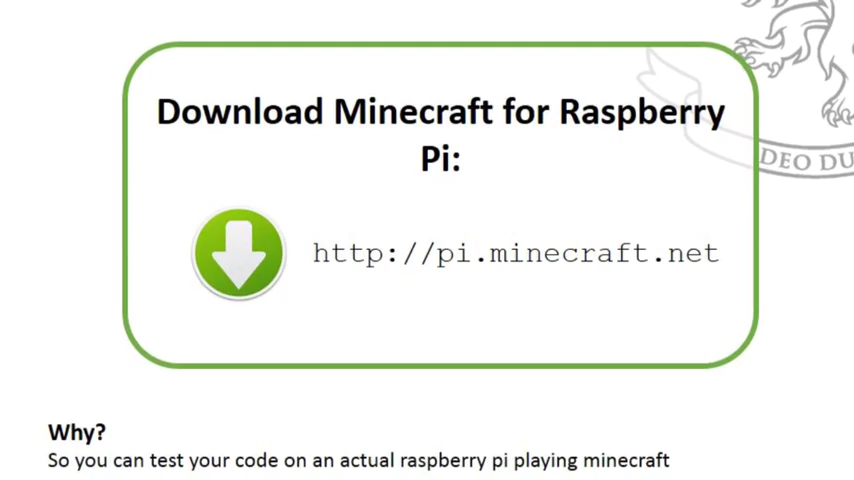 Download Minecraft for Raspberry
Pi:
http://pi.minecraft.net
DEO DU
Why?
So you can test your code on an actual raspberry pi playing minecraft